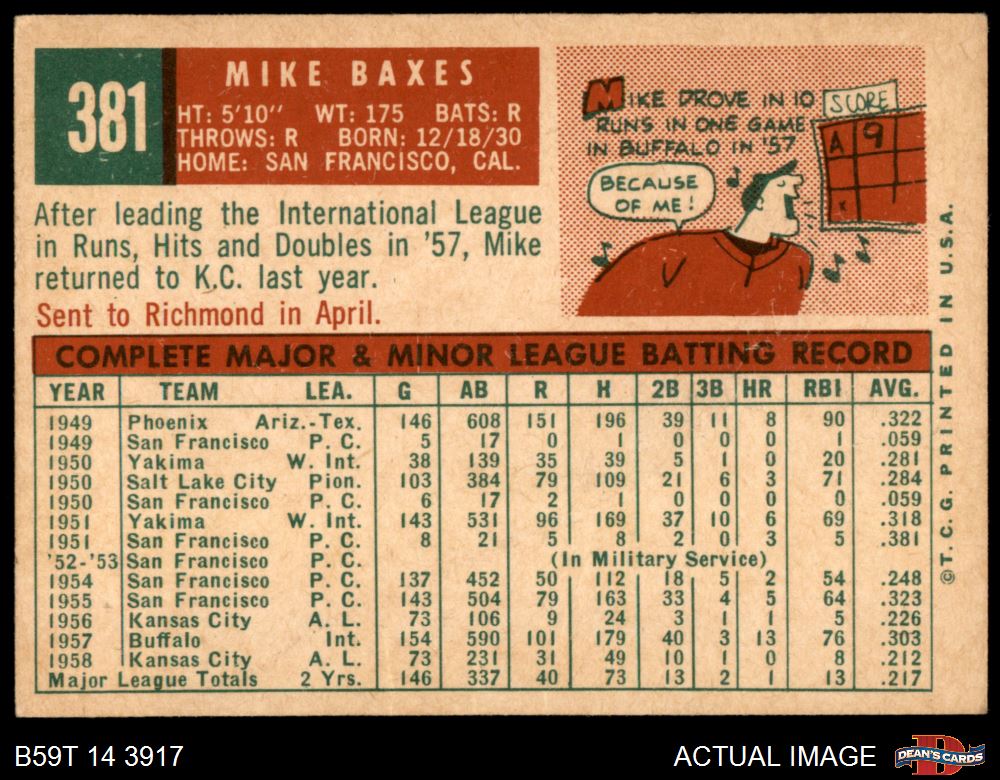 381
MIKE BAXES
HT: 5'10" WT: 175 BATS: R
THROWS: R BORN: 12/18/30
HOME: SAN FRANCISCO, CAL.
After leading the International League
in Runs, Hits and Doubles in '57, Mike
returned to K.C. last year.
Sent to Richmond in April.
MIKE DROVE IN 10
RUNS IN ONE GAME
IN BUFFALO IN '57
BECAUSE
OF ME!
SCORE
A 9
x
COMPLETE MAJOR & MINOR LEAGUE BATTING RECORD
YEAR TEAM LEA. G AB R H 2B 3B HR RBI AVG.
1949 Phoenix Ariz.-Tex. 146 608 151 196 39 11 8 90 .322
1949 San Francisco P. C. 5 17 0 1 0 0 0 1 .059
1950 Yakima W. Int. 38 139 35 39 5 1 0 20 .281
1950 Salt Lake City Pion. 103 384 79 109 21 6 3 71 .284
1950 San Francisco P. C. 6 17 2 1 0 0 0 0 .059
1951 Yakima W. Int. 143 531 96 169 37 10 6 69 .318
1951 San Francisco P. C. 8 21 5 8 2 0 3 5 .381
'52-'53 San Francisco P. C. (In Military Service)
1954 San Francisco P. C. 137 452 50 112 18 5 2 54 .248
1955 San Francisco P. C. 143 504 79 163 33 4 5 64 .323
1956 Kansas City A. L. 73 106 9 24 3 1 1 5 .226
1957 Buffalo Int. 154 590 101 179 40 3 13 76 .303
1958 Kansas City A. L. 73 231 31 49 10 1 0 8 .212
Major League Totals 2 Yrs. 146 337 40 73 13 2 1 13 .217
©T. C. G. PRINTED IN U.S.A.
B59T 14 3917
ACTUAL IMAGE
D
DEAN'S CARDS